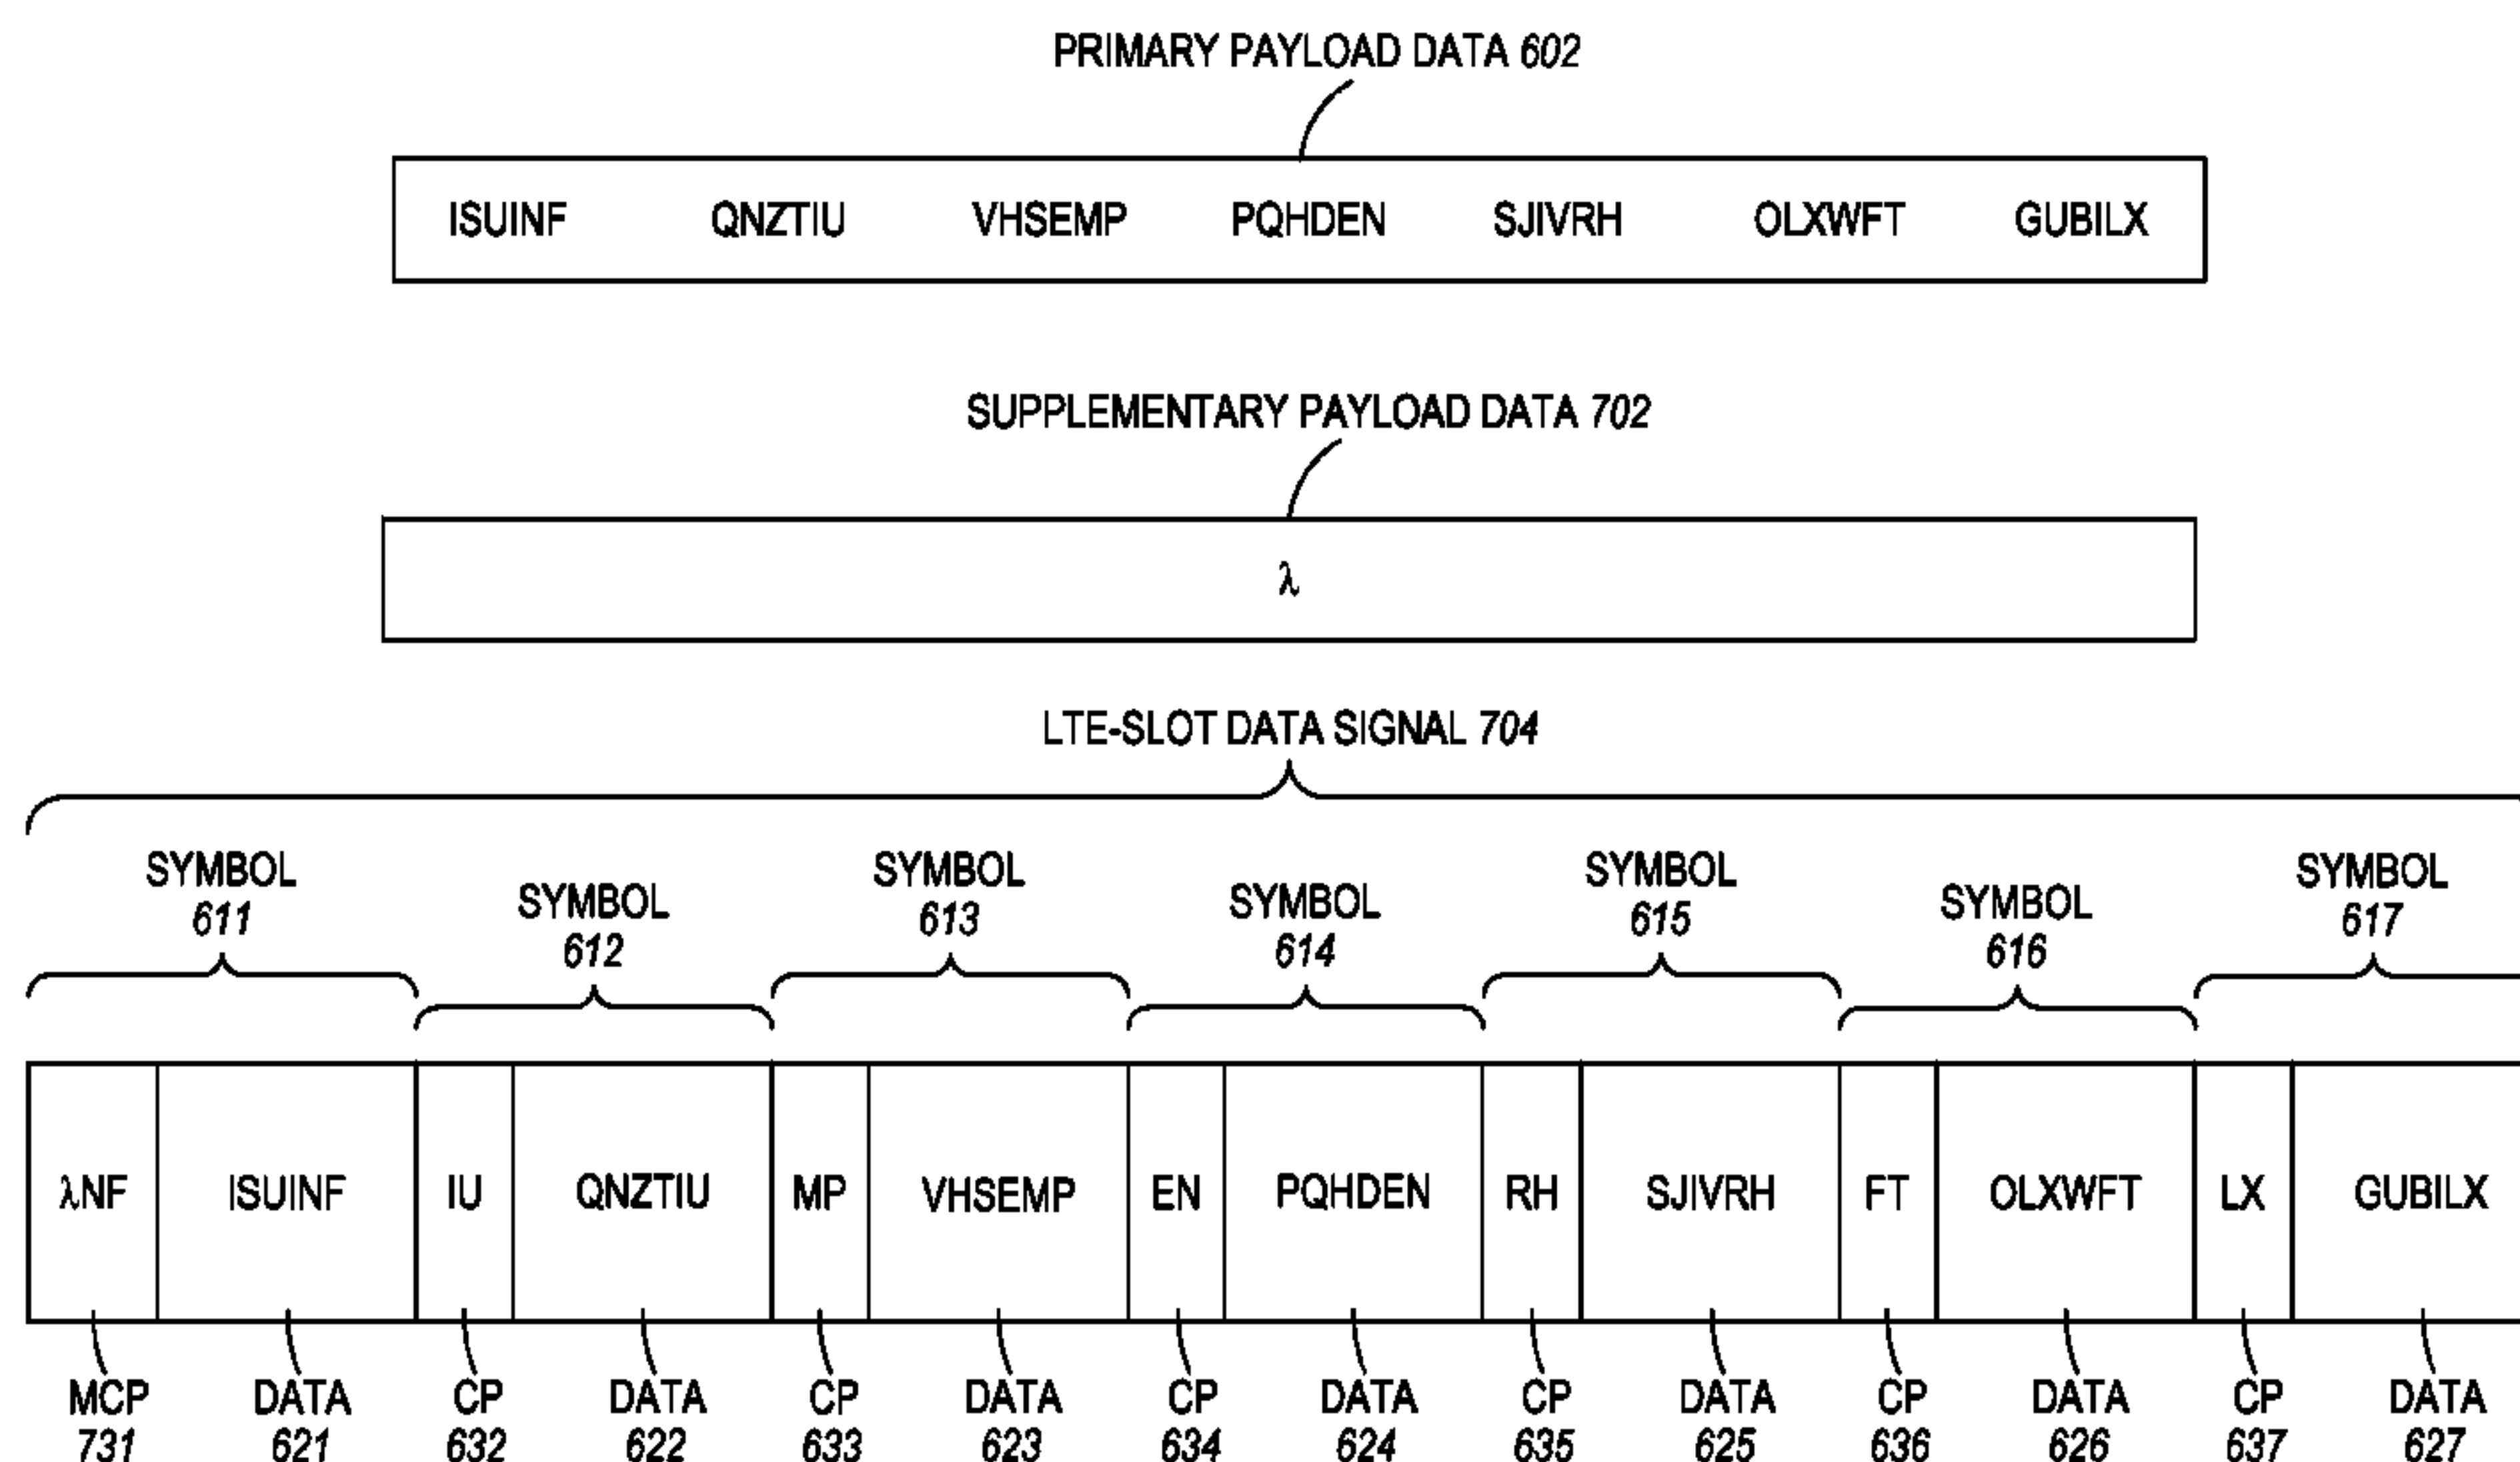 PRIMARY PAYLOAD DATA 602
ISUINF QNZTIU VHSEMP PQHDEN SJIVRH OLXWFT GUBILX
SUPPLEMENTARY PAYLOAD DATA 702
λ
LTE-SLOT DATA SIGNAL 704
SYMBOL
611
SYMBOL
612
SYMBOL
613
SYMBOL
614
SYMBOL
615
SYMBOL
616
SYMBOL
617
λNF ISUINF IU QNZTIU MP VHSEMP EN PQHDEN RH SJIVRH FT OLXWFT LX GUBILX
MCP DATA CP DATA CP DATA CP DATA CP DATA CP DATA CP DATA
731 621 632 622 633 623 634 624 635 625 636 626 637 627